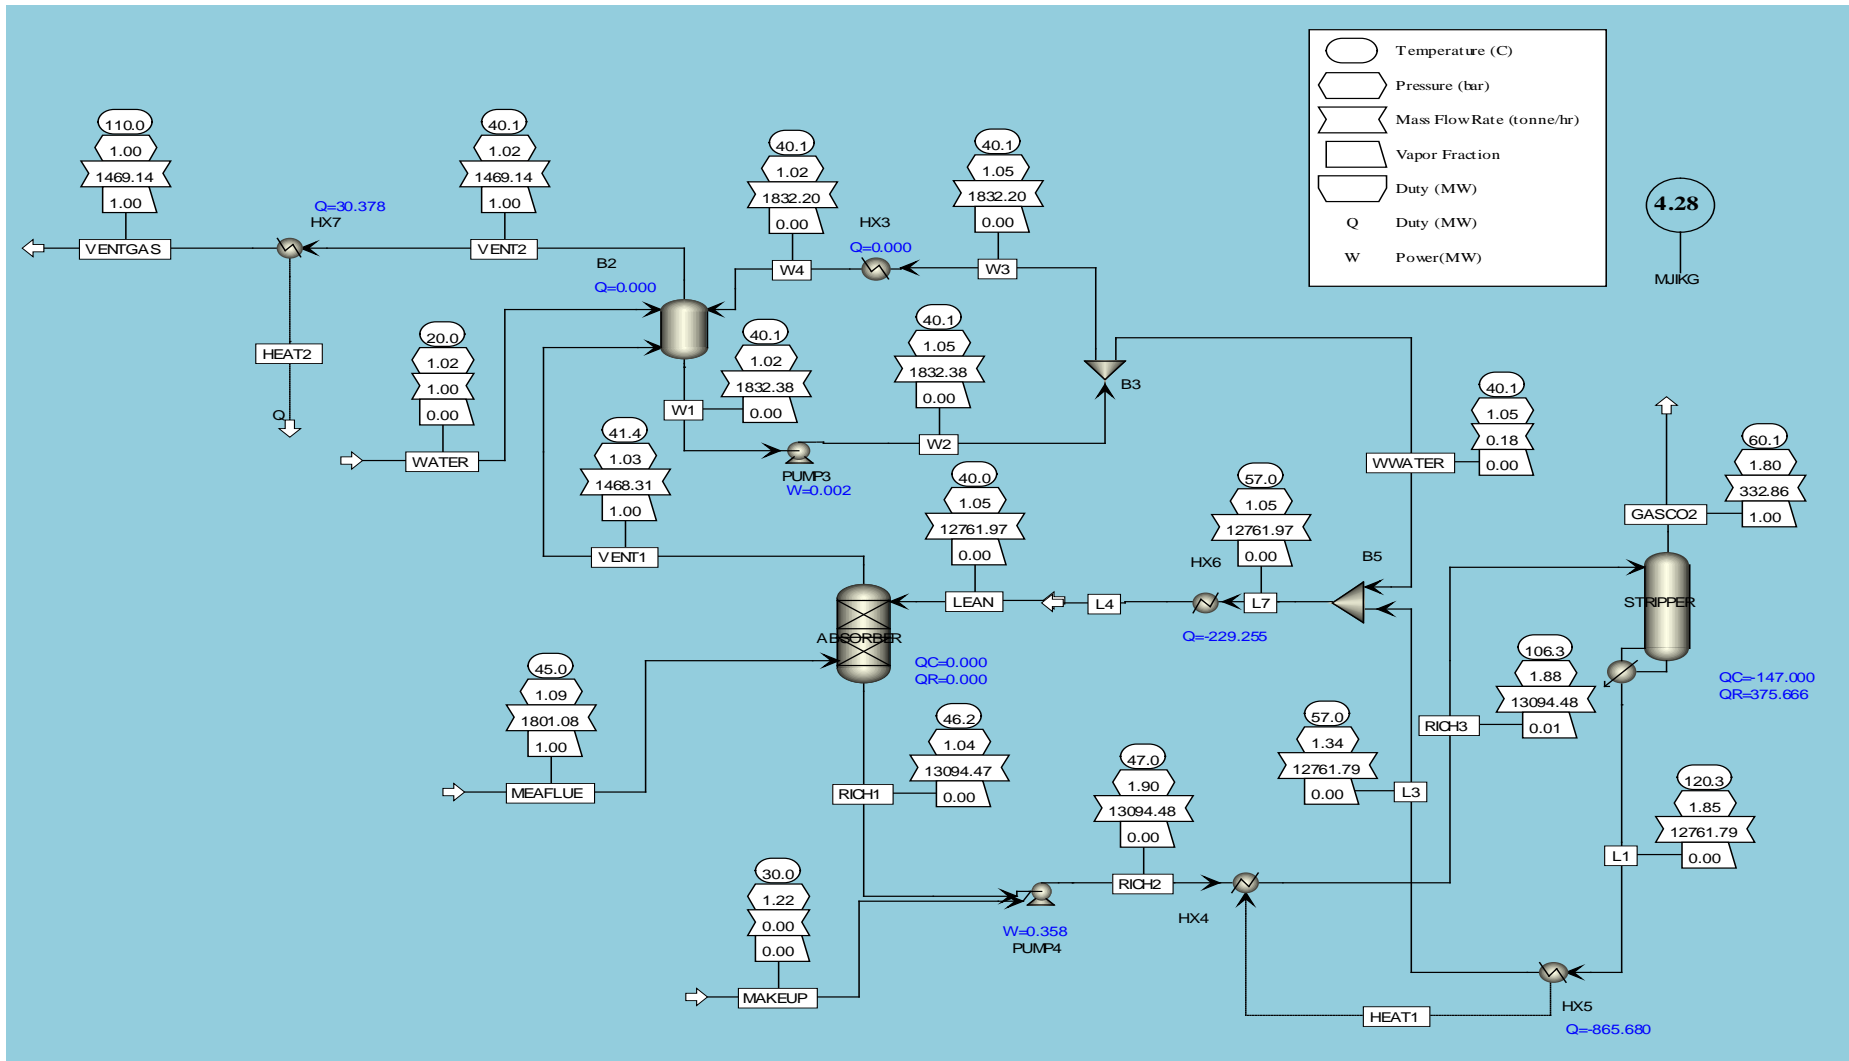 Temperature (C)
Pressure (bar)
Mass Flow Rate (tonne/hr)
Vapor Fraction
Duty (MW)
Q Duty (MW)
W Power(MW)
4.28
MJIKG
110.0
1.00
1469.14
1.00
VENTGAS
Q=30.378
HX7
40.1
1.02
1469.14
1.00
VENT2
B2
Q=0.000
40.1
1.02
1832.20
0.00
W4
HX3
Q=0.000
40.1
1.05
1832.20
0.00
W3
HEAT2
Q
20.0
1.02
1.00
0.00
WATER
40.1
1.02
1832.38
0.00
W1
40.1
1.05
1832.38
0.00
W2
B3
PUMP3
W=0.002
41.4
1.03
1468.31
1.00
VENT1
40.0
1.05
12761.97
0.00
LEAN
57.0
1.05
12761.97
0.00
L7
L4
HX6
Q=-229.255
B5
40.1
1.05
0.18
0.00
WWATER
60.1
1.80
332.86
1.00
GASCO2
STRIPPER
QC=-147.000
QR=375.666
ABSORBER
QC=0.000
QR=0.000
45.0
1.09
1801.08
1.00
MEAFLUE
46.2
1.04
13094.47
0.00
RICH1
47.0
1.90
13094.48
0.00
RICH2
57.0
1.34
12761.79
0.00
L3
106.3
1.88
13094.48
0.01
RICH3
120.3
1.85
12761.79
0.00
L1
30.0
1.22
0.00
0.00
MAKEUP
W=0.358
PUMP4
HX4
HEAT1
HX5
Q=-865.680